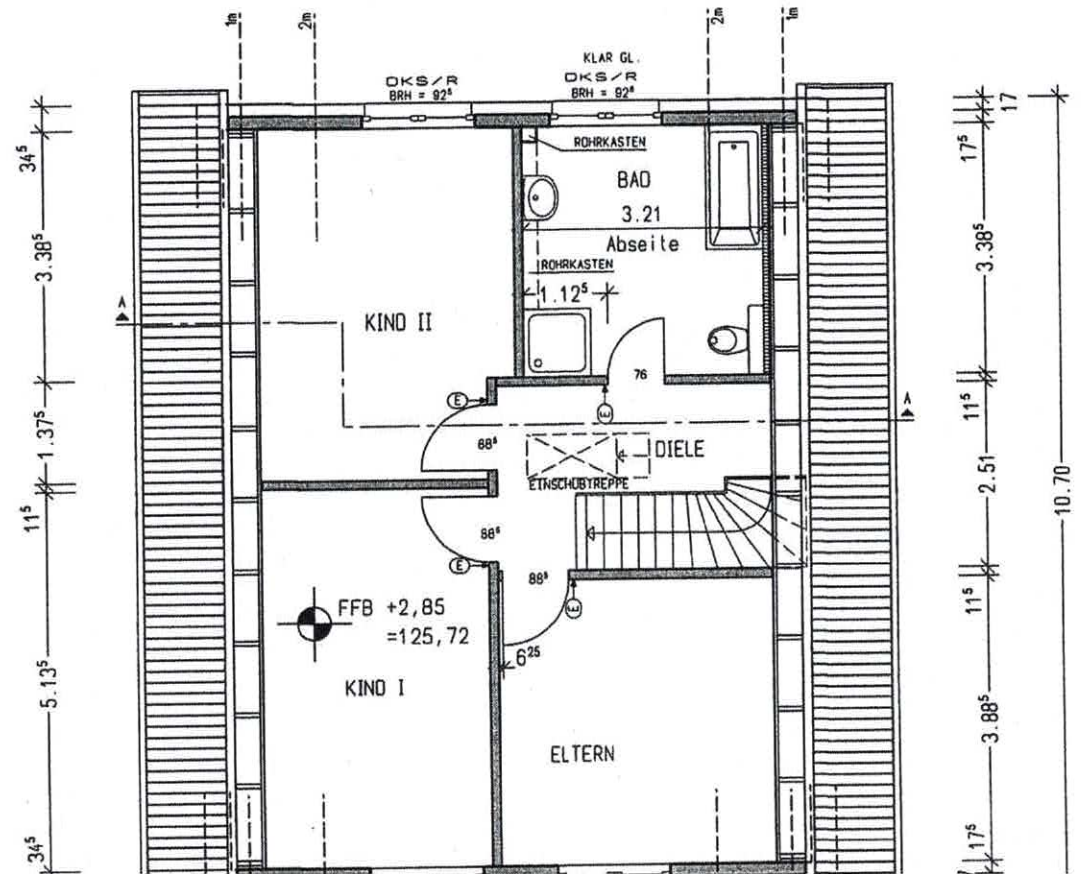 1m
2m
2m
1m
KLAR GL.
DKS/R
BRH = 92⁵
DKS/R
BRH = 92⁶
17
34⁵
17⁵
ROHRKASTEN
BAD
3.21
Abseite
ROHRKASTEN
1.12⁵
3.38⁵
3.38⁵
A
KIND II
76
E
E
A
11⁵
1.37⁵
68⁵
DIELE
EINSCHUBTREPPE
2.51
10.70
11⁵
88⁶
E
88⁵
E
11⁵
FFB +2,85
=125,72
6²⁵
5.13⁵
KIND I
3.88⁵
ELTERN
34⁵
17⁵